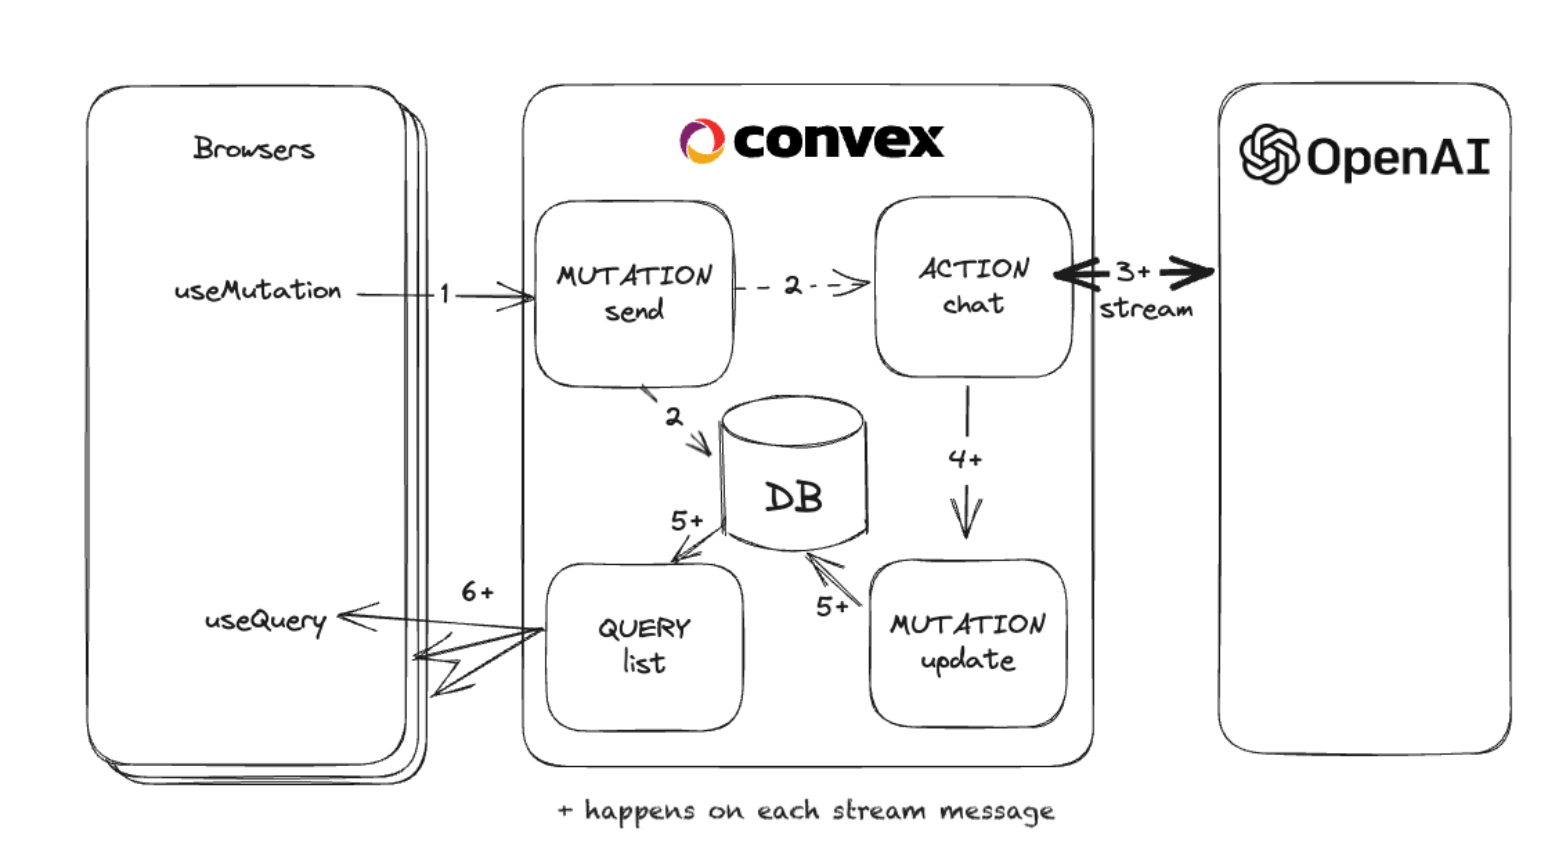 Browsers
convex
OpenAI
useMutation
1
MUTATION
send
2
ACTION
chat
3+
stream
2
4+
DB
5+
5+
6+
useQuery
QUERY
list
MUTATION
update
+ happens on each stream message